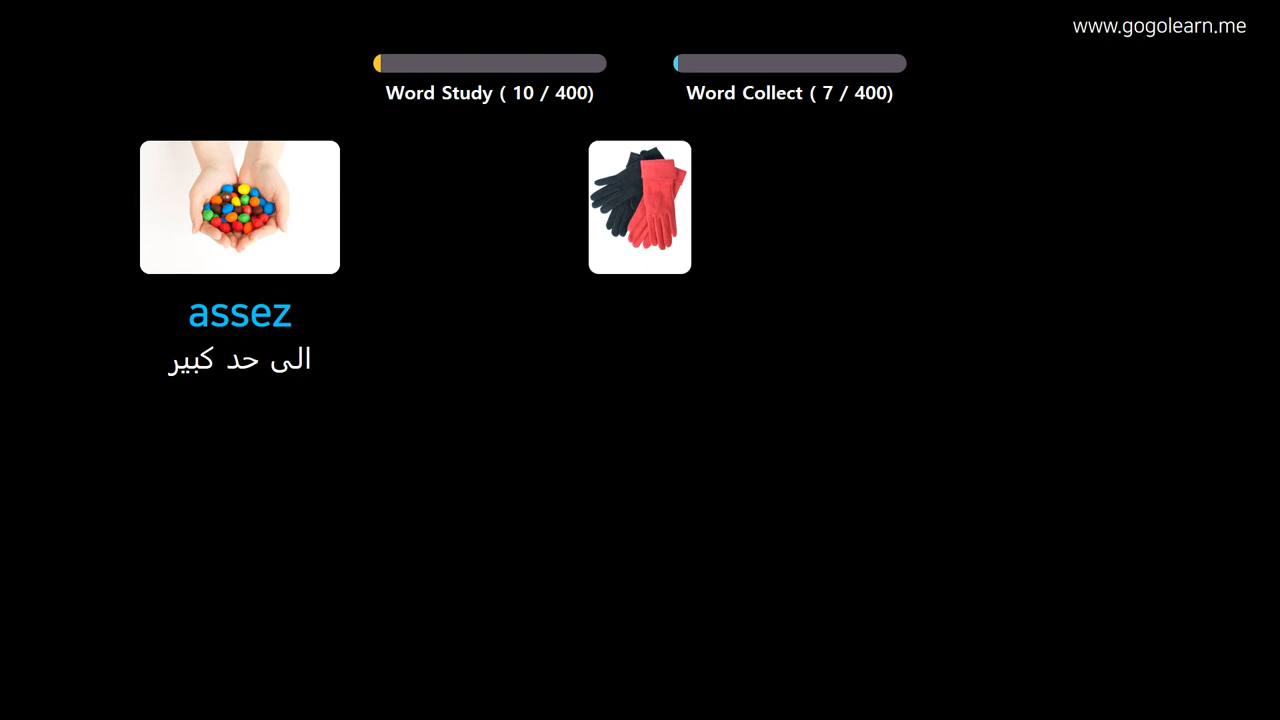 www.gogolearn.me
Word Study ( 10 / 400)
Word Collect ( 7 / 400)
assez
الى حد كبير